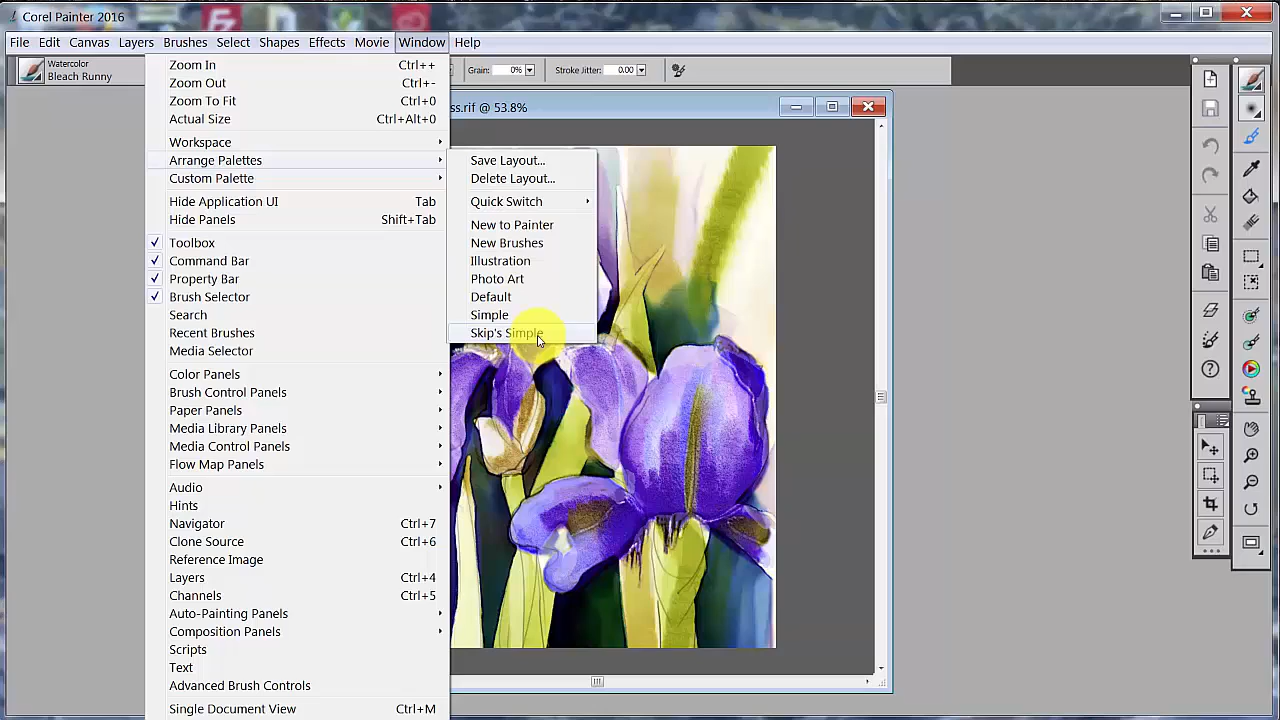 Corel Painter 2016
File Edit Canvas Layers Brushes Select Shapes Effects Movie Window Help
Watercolor
Bleach Runny
Grain: 0% Stroke Jitter: 0.00
ss.rif @ 53.8%
Zoom In Ctrl++
Zoom Out Ctrl+-
Zoom To Fit Ctrl+0
Actual Size Ctrl+Alt+0
Workspace
Arrange Palettes
Custom Palette
Hide Application UI Tab
Hide Panels Shift+Tab
Toolbox
Command Bar
Property Bar
Brush Selector
Search
Recent Brushes
Media Selector
Color Panels
Brush Control Panels
Paper Panels
Media Library Panels
Media Control Panels
Flow Map Panels
Audio
Hints
Navigator Ctrl+7
Clone Source Ctrl+6
Reference Image
Layers Ctrl+4
Channels Ctrl+5
Auto-Painting Panels
Composition Panels
Scripts
Text
Advanced Brush Controls
Single Document View Ctrl+M
Save Layout...
Delete Layout...
Quick Switch
New to Painter
New Brushes
Illustration
Photo Art
Default
Simple
Skip's Simple